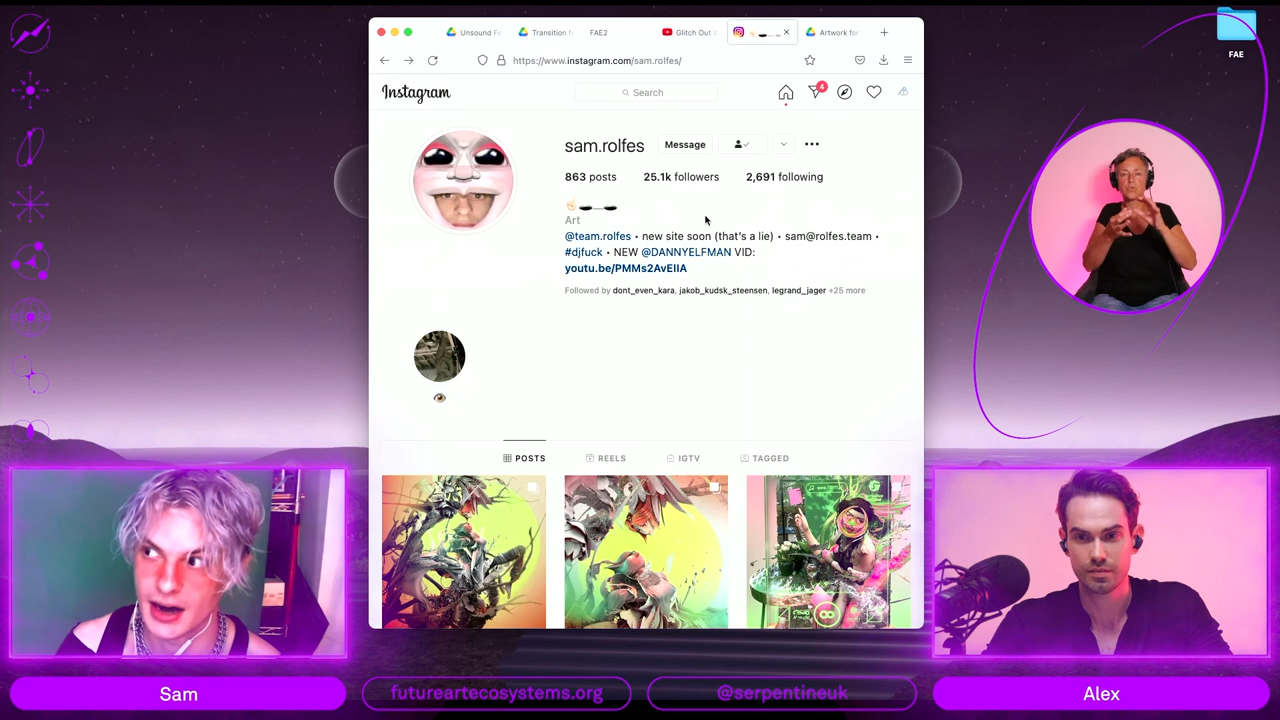 Unsound Fe
Transition f
FAE2
Glitch Out
Artwork for
https://www.instagram.com/sam.rolfes/
FAE
Instagram
Search
4
sam.rolfes
Message
863 posts
25.1k followers
2,691 following
Art
@team.rolfes • new site soon (that's a lie) • sam@rolfes.team •
#djfuck • NEW @DANNYELFMAN VID:
youtu.be/PMMs2AvEIIA
Followed by dont_even_kara, jakob_kudsk_steensen, legrand_jager +25 more
POSTS
REELS
IGTV
TAGGED
Sam
futureartecosystems.org
@serpentineuk
Alex